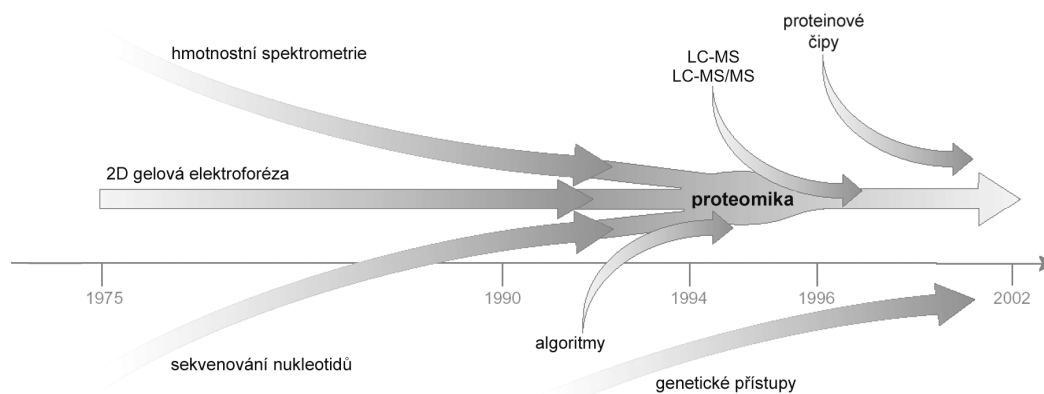 hmotnostní spektrometrie
proteinové
čipy
LC-MS
LC-MS/MS
2D gelová elektroforéza
proteomika
1975
1990
1994
1996
2002
algoritmy
sekvenování nukleotidů
genetické přístupy